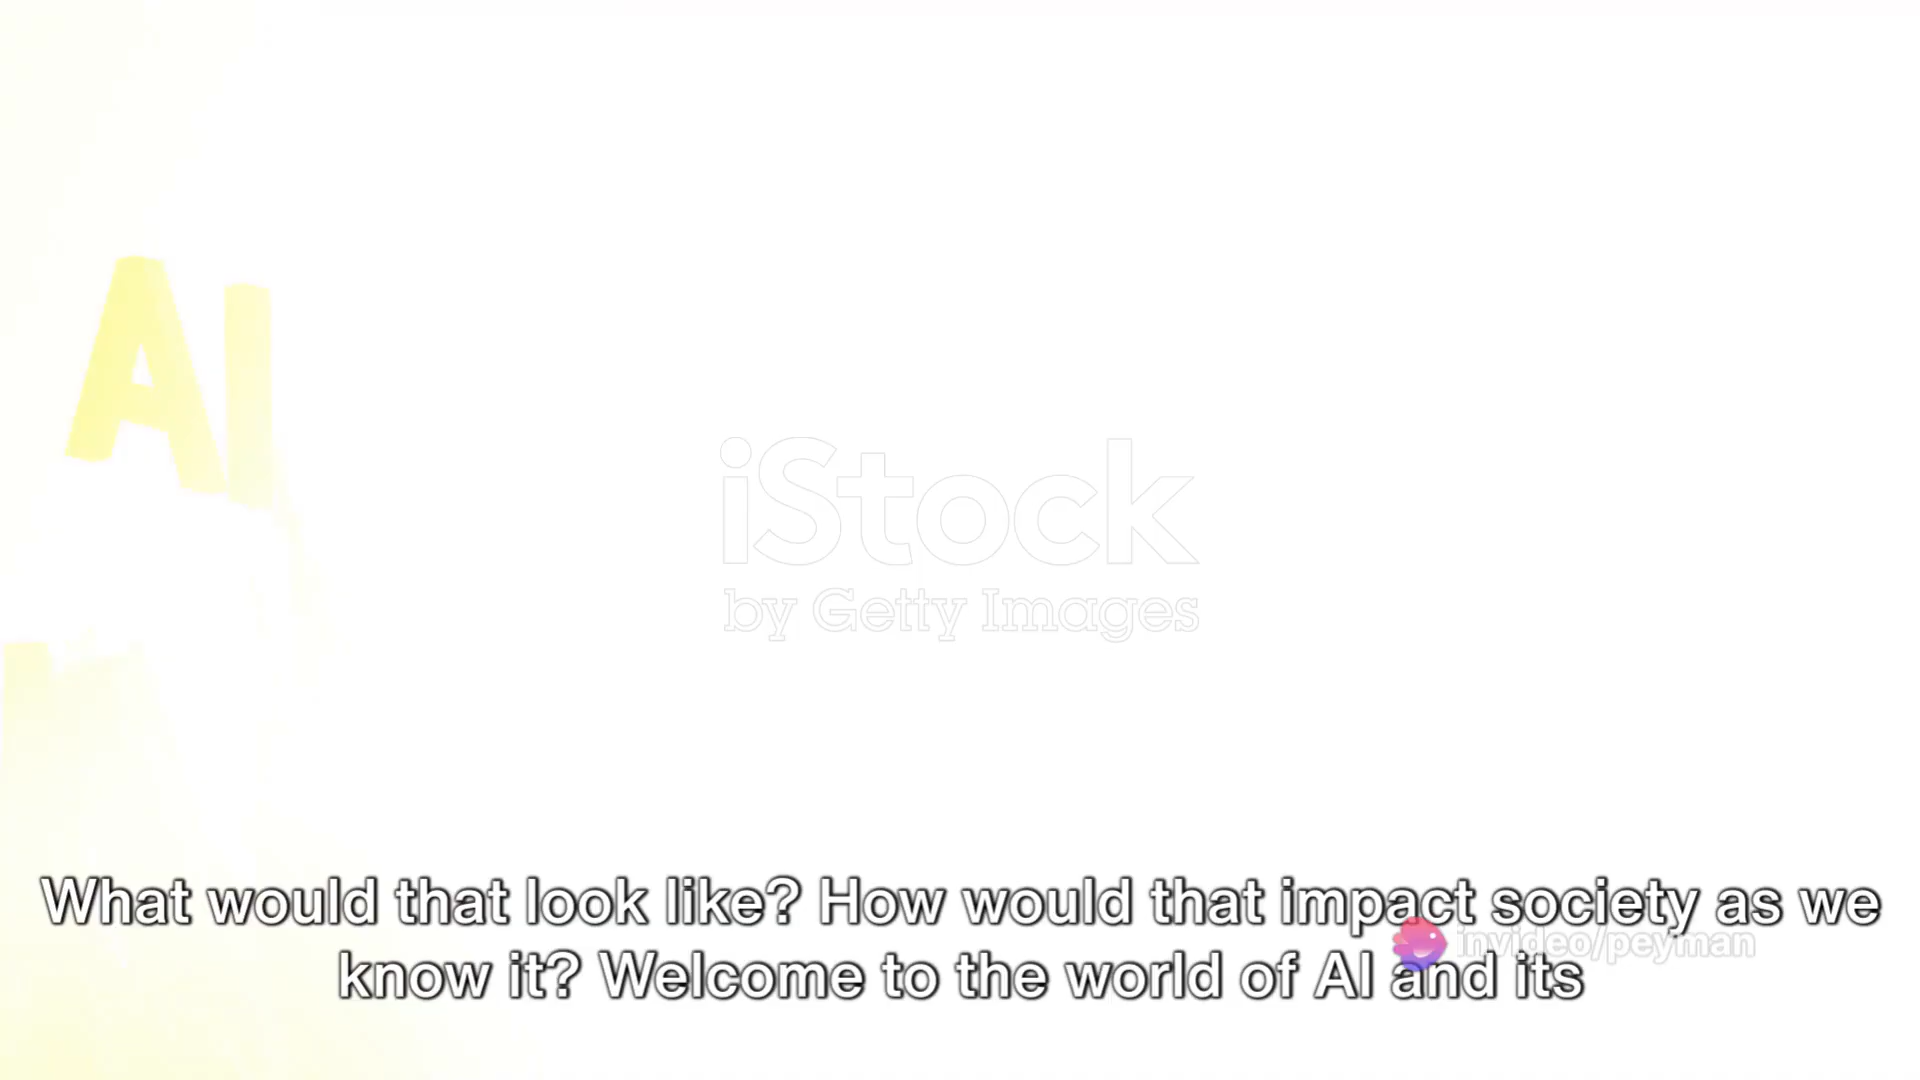 AI
iStock
by Getty Images
What would that look like? How would that impact society as we
invideo/peyman
know it? Welcome to the world of AI and its